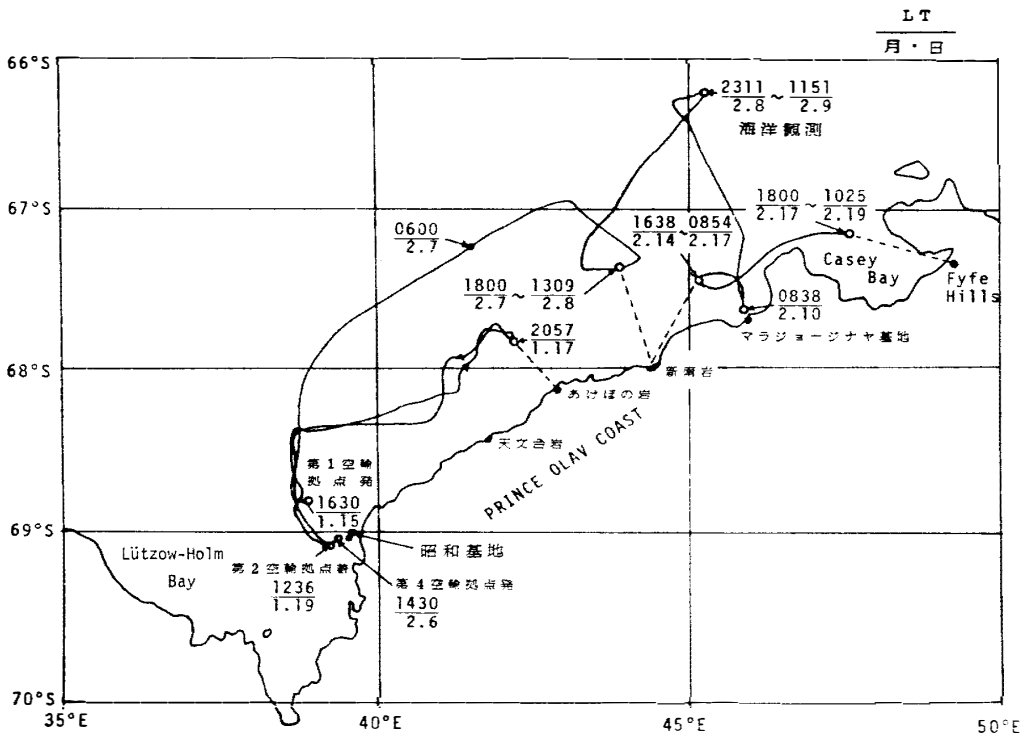 LT
月・日
66°S
2311～1151
2.8 2.9
海洋観測
67°S
1800～1025
2.17 2.19
0600
2.7
1638～0854
2.14 2.17
Casey
Bay
Fyfe
Hills
1800～1309
2.7 2.8
0838
2.10
マラジョージナヤ基地
2057
1.17
68°S
新南岩
あけぼの岩
天文台岩
PRINCE OLAV COAST
第1空輸
拠点発
1630
1.15
69°S
昭和基地
Lützow-Holm
Bay
第2空輸拠点着
1236
1.19
第4空輸拠点発
1430
2.6
70°S
35°E
40°E
45°E
50°E